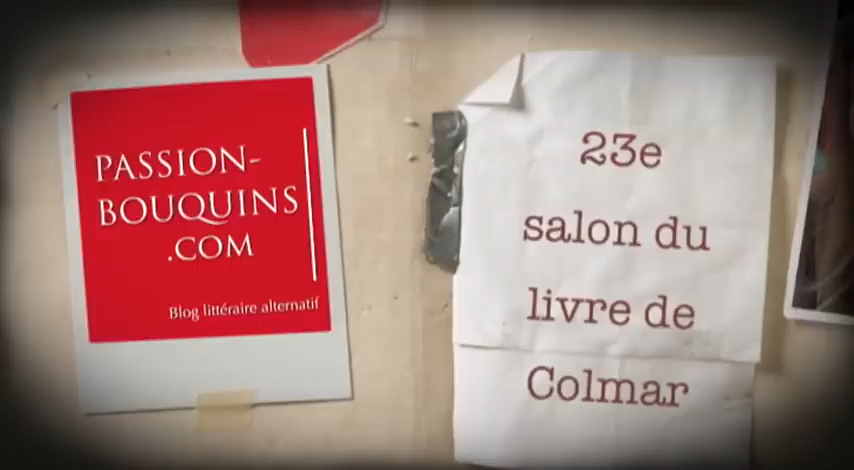 PASSION-
BOUQUINS
.COM
Blog littéraire alternatif
23e
salon du
livre de
Colmar